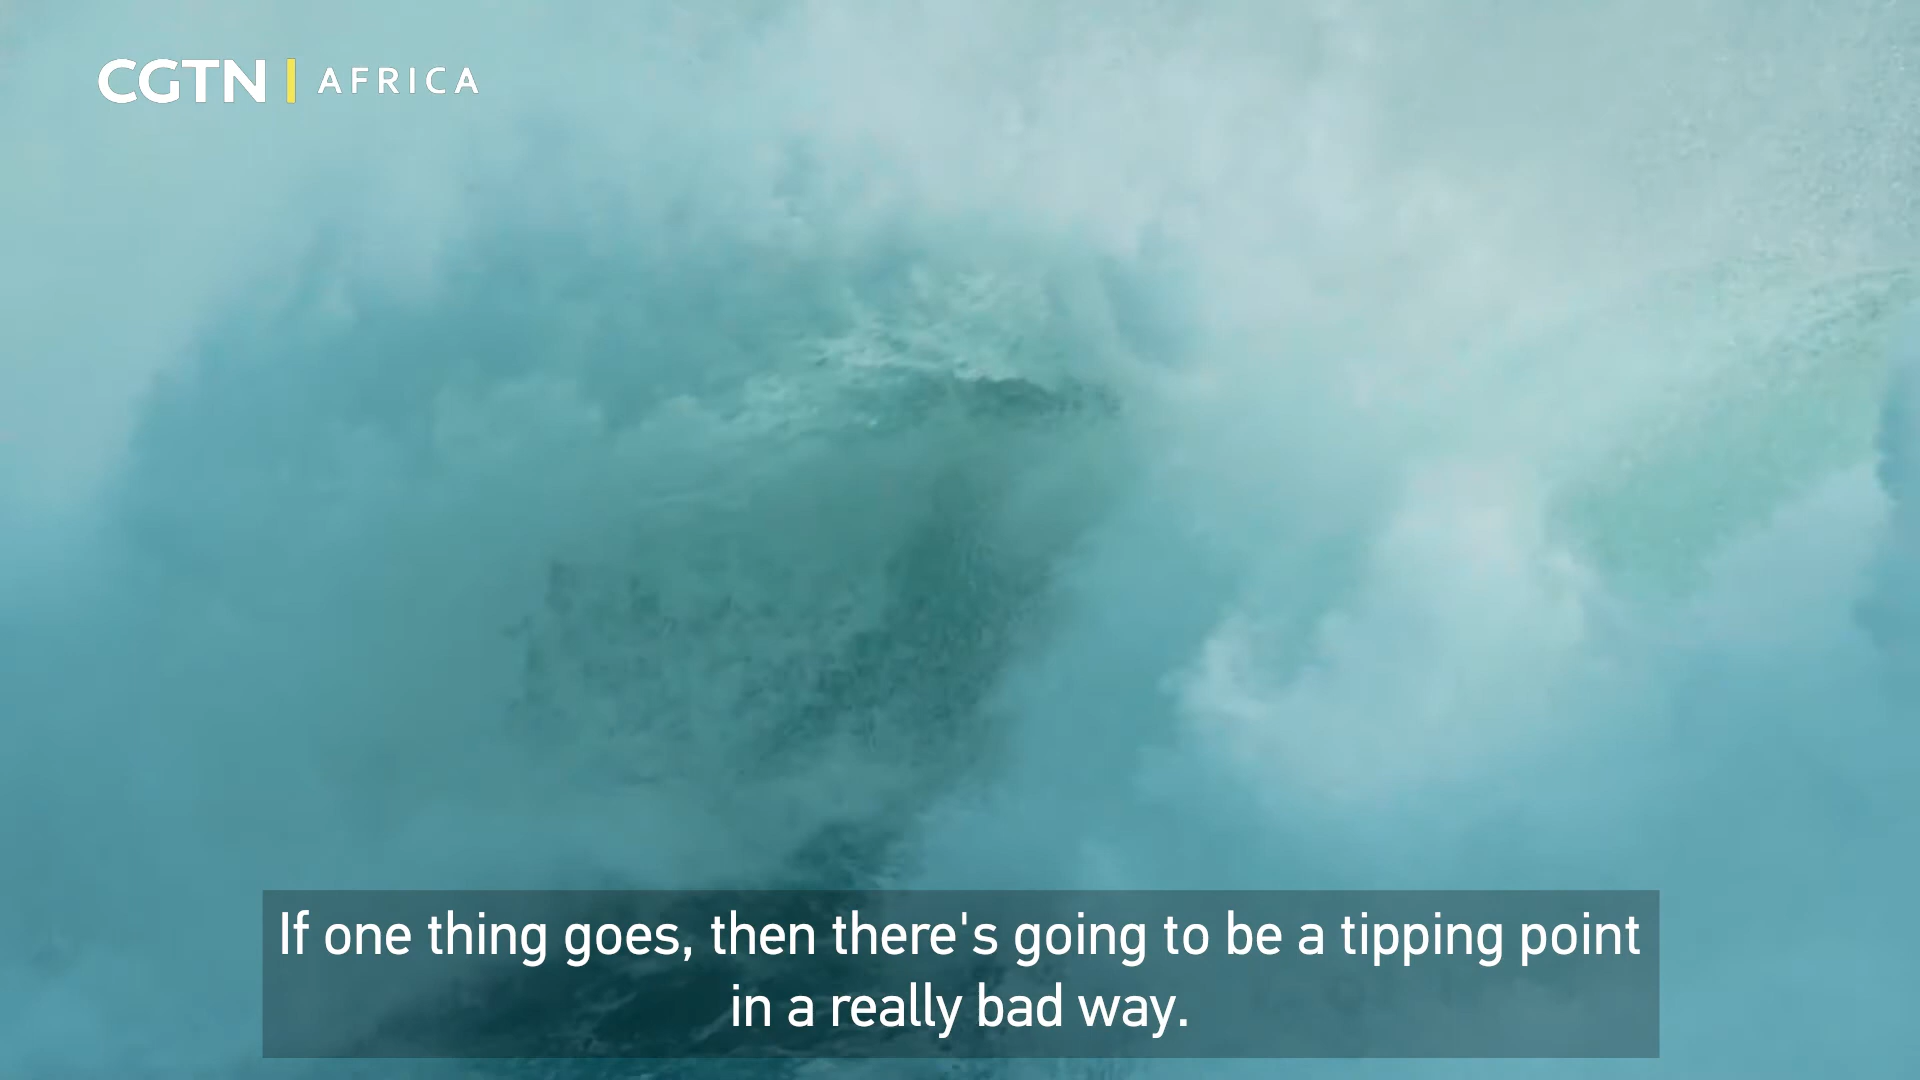 CGTN | AFRICA
If one thing goes, then there's going to be a tipping point
in a really bad way.